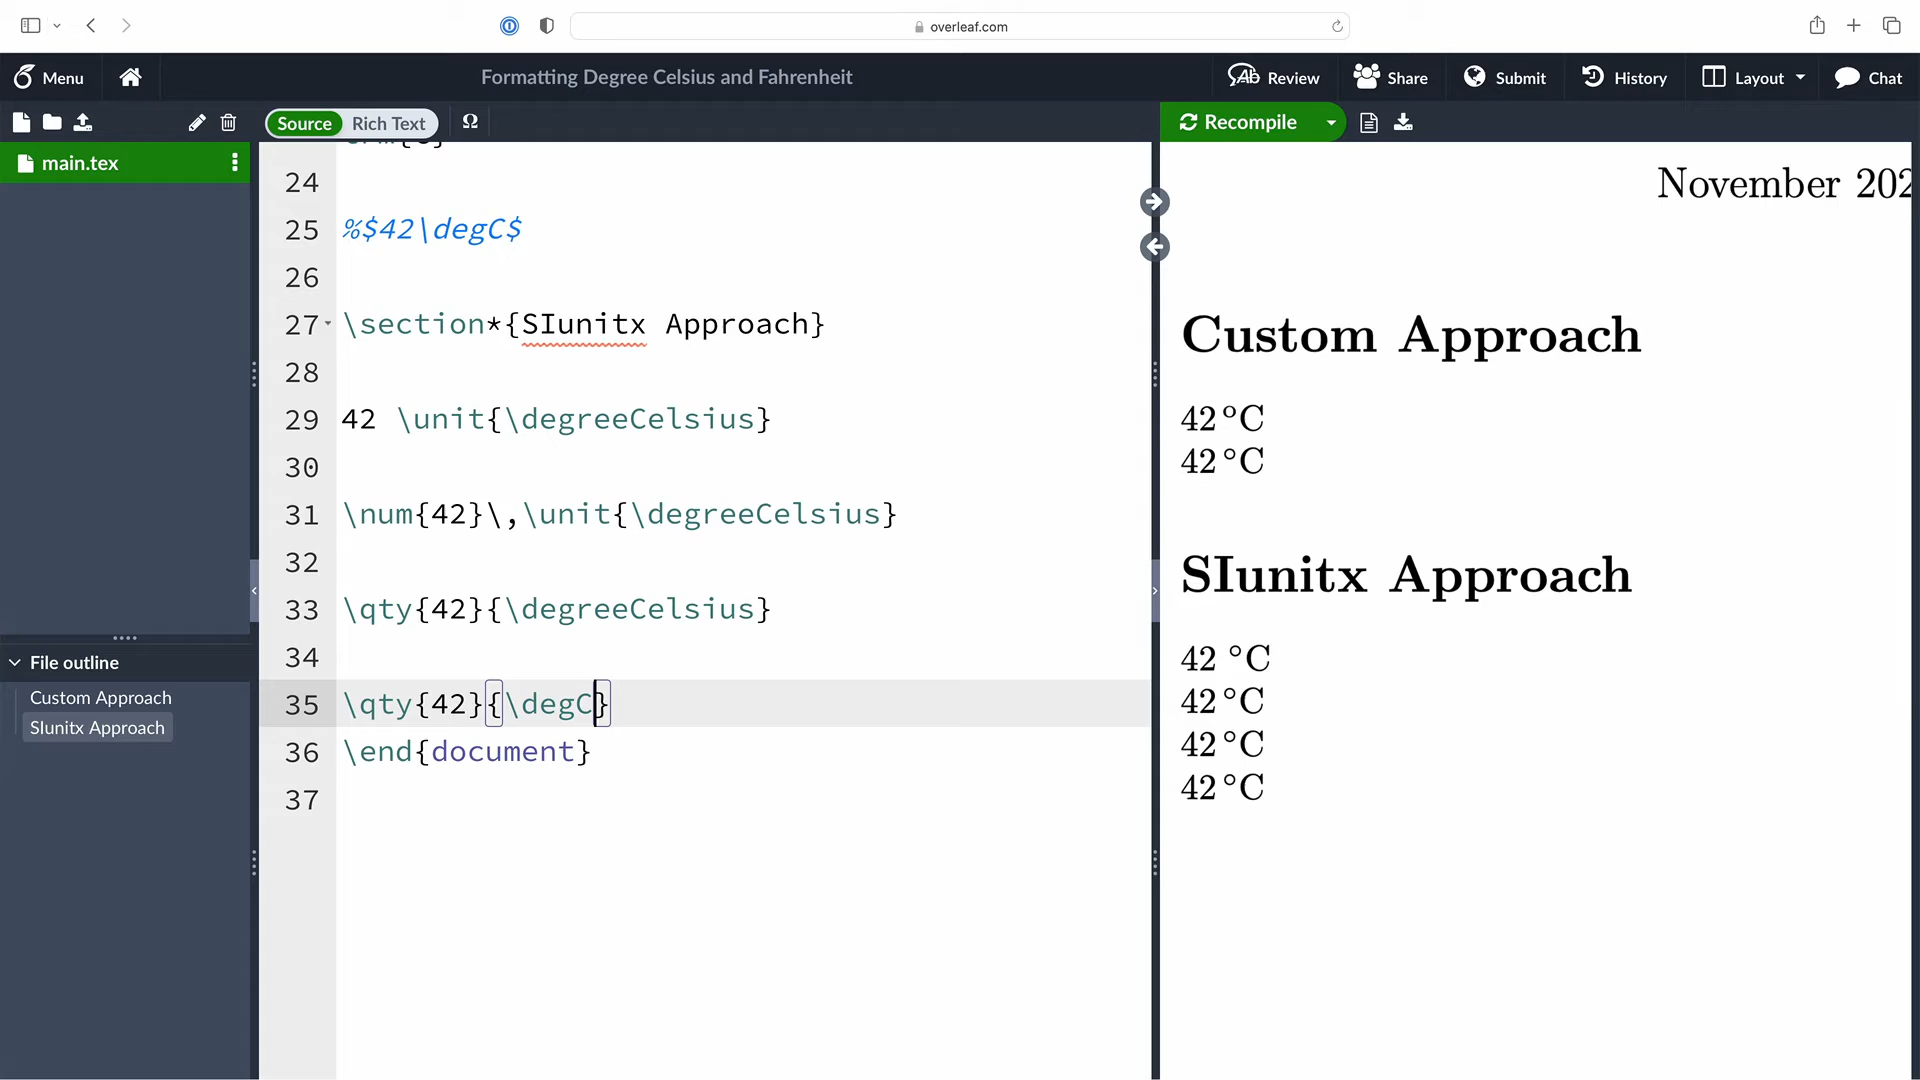 overleaf.com
Menu
Formatting Degree Celsius and Fahrenheit
Review
Share
Submit
History
Layout
Chat
Source
Rich Text
Ω
Recompile
main.tex
24
25 %$42\degC$
26
27 \section*{SIunitx Approach}
28
29 42 \unit{\degreeCelsius}
30
31 \num{42}\,\unit{\degreeCelsius}
32
33 \qty{42}{\degreeCelsius}
34
35 \qty{42}{\degC}
36 \end{document}
37
File outline
Custom Approach
SIunitx Approach
November 202
Custom Approach
42 °C
42 °C
SIunitx Approach
42 °C
42 °C
42 °C
42 °C